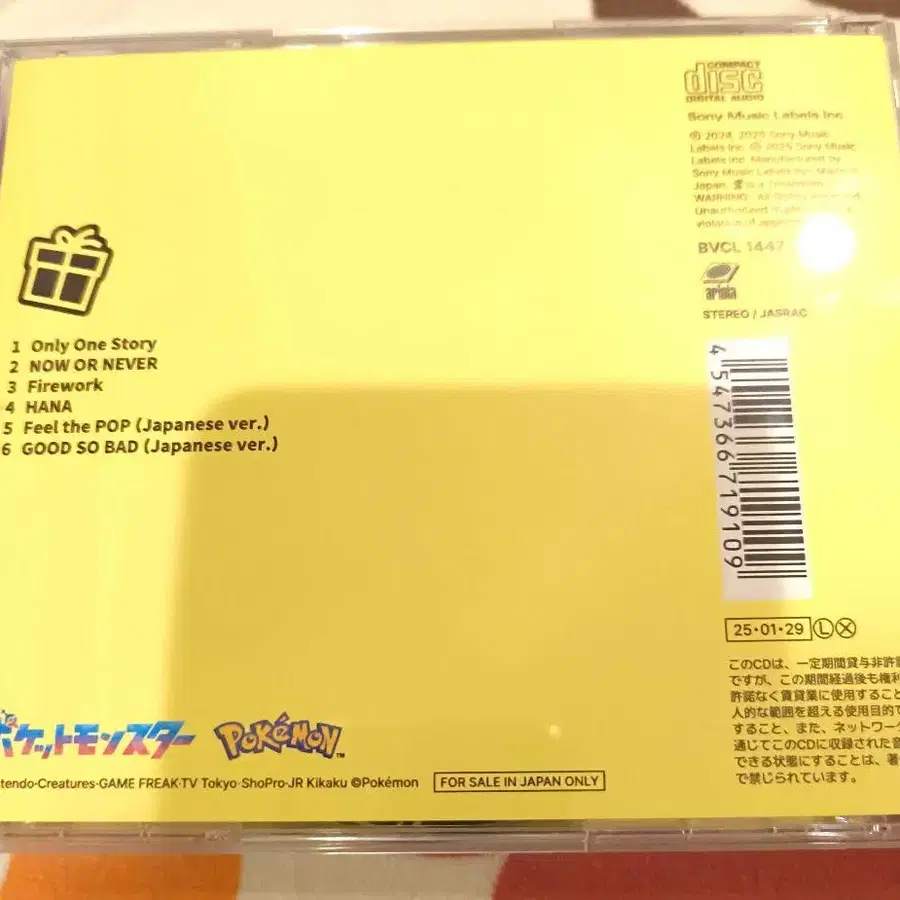 COMPACT
disc
DIGITAL AUDIO
Sony Music Labels Inc.
Ⓟ 2024, 2025 Sony Music
Labels Inc. Ⓒ 2025 Sony Music
Labels Inc. Manufactured by
Sony Music Labels Inc.
Japan.
WARNING: All Rights
Unauthorized
violation of
BVCL 1447
ariola
STEREO / JASRAC
1 Only One Story
2 NOW OR NEVER
3 Firework
4 HANA
5 Feel the POP (Japanese ver.)
6 GOOD SO BAD (Japanese ver.)
4 547366 719109
25・01・29 Ⓛ Ⓧ
このCDは、一定期間貸与非許
ですが、この期間経過後も権利
許諾なく賃貸業に使用すること
人的な範囲を超える使用目的で
すること、また、ネットワーク
通じてこのCDに収録された音
できる状態にすることは、著
で禁じられています。
ポケットモンスター POKéMON TM
ntendo・Creatures・GAME FREAK・TV Tokyo・ShoPro・JR Kikaku ©Pokémon FOR SALE IN JAPAN ONLY